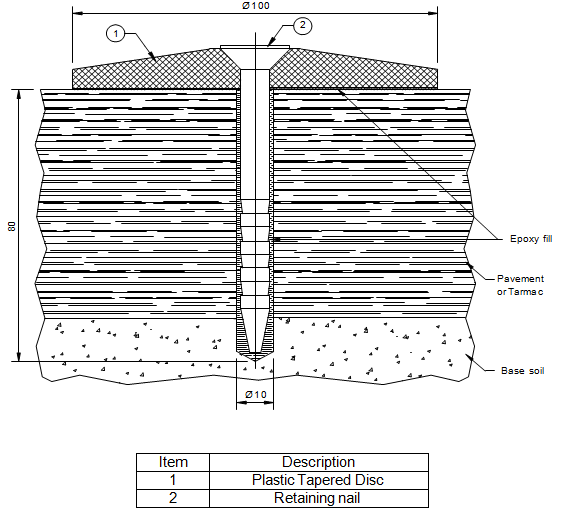 Ø100
1
2
80
Epoxy fill
Pavement
or Tarmac
Base soil
Ø10
Item Description
1 Plastic Tapered Disc
2 Retaining nail